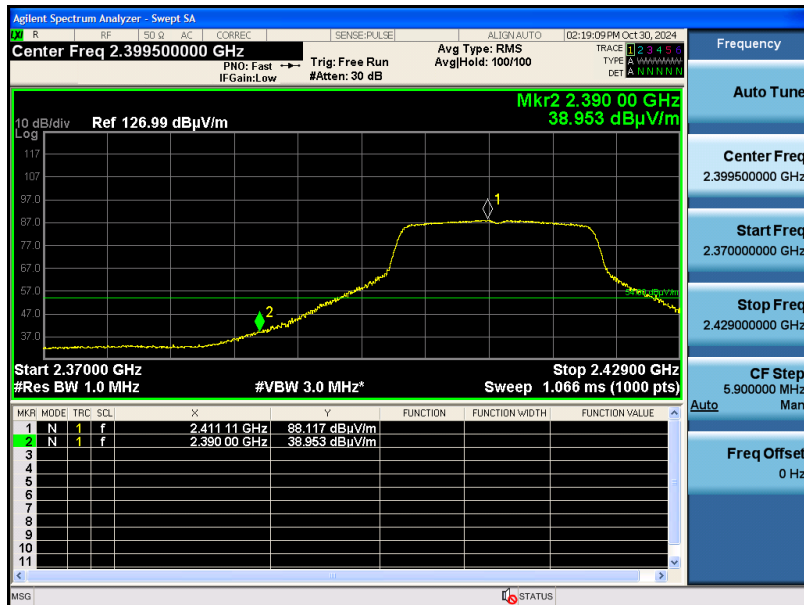 Agilent Spectrum Analyzer - Swept SA
LXI R RF 50 Ω AC CORREC SENSE:PULSE ALIGN AUTO 02:19:09 PM Oct 30, 2024
Center Freq 2.399500000 GHz
PNO: Fast
IFGain:Low
Trig: Free Run
#Atten: 30 dB
Avg Type: RMS
Avg|Hold: 100/100
TRACE 1 2 3 4 5 6
TYPE A WWWWW
DET A N N N N N
Mkr2 2.390 00 GHz
38.953 dBµV/m
10 dB/div
Log
Ref 126.99 dBµV/m
117
107
97.0
87.0
77.0
67.0
57.0
47.0
37.0
1
2
Start 2.37000 GHz
Stop 2.42900 GHz
#Res BW 1.0 MHz
#VBW 3.0 MHz*
Sweep 1.066 ms (1000 pts)
MKR MODE TRC SCL X Y FUNCTION FUNCTION WIDTH FUNCTION VALUE
1 N 1 f 2.411 11 GHz 88.117 dBµV/m
2 N 1 f 2.390 00 GHz 38.953 dBµV/m
3
4
5
6
7
8
9
10
11
MSG
STATUS
Frequency
Auto Tune
Center Freq
2.399500000 GHz
Start Freq
2.370000000 GHz
Stop Freq
2.429000000 GHz
CF Step
5.900000 MHz
Auto Man
Freq Offset
0 Hz